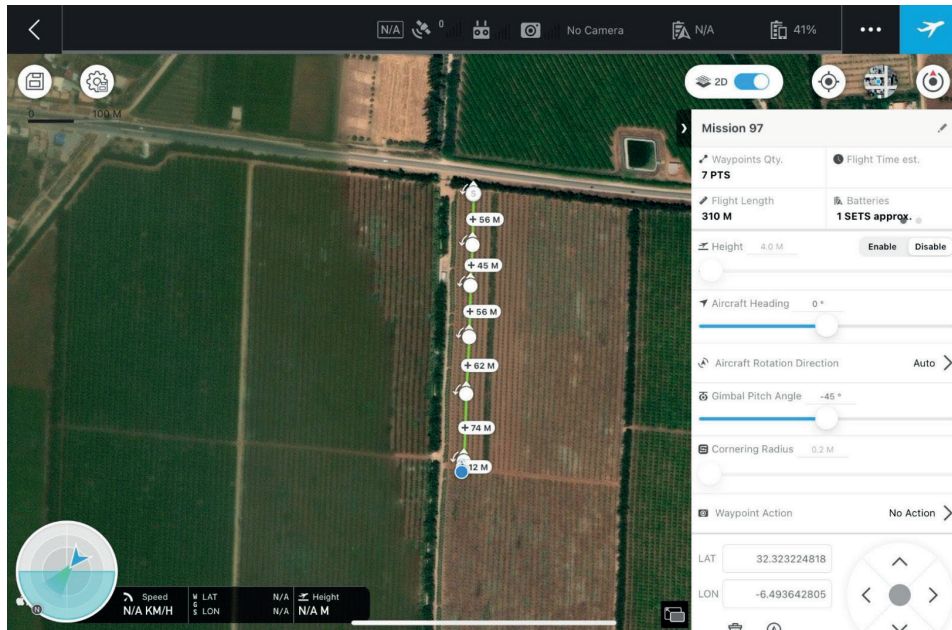 N/A
0
No Camera
N/A
41%
2D
0 100 M
Mission 97
Waypoints Qty.
7 PTS
Flight Time est.
Flight Length
310 M
Batteries
1 SETS approx.
Height 4.0 M
Enable Disable
Aircraft Heading 0 °
Aircraft Rotation Direction Auto
Gimbal Pitch Angle -45 °
Cornering Radius 0.2 M
Waypoint Action No Action
LAT 32.323224818
LON -6.493642805
S
+ 56 M
+ 45 M
+ 56 M
+ 62 M
+ 74 M
12 M
N
Speed
N/A KM/H
W LAT N/A
G
S LON N/A
Height
N/A M